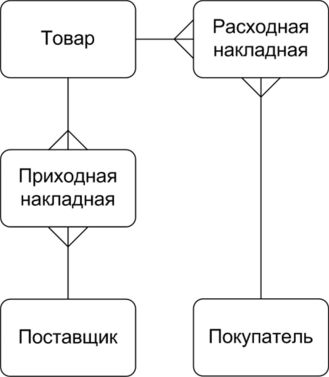 Товар
Расходная
накладная
Приходная
накладная
Поставщик
Покупатель